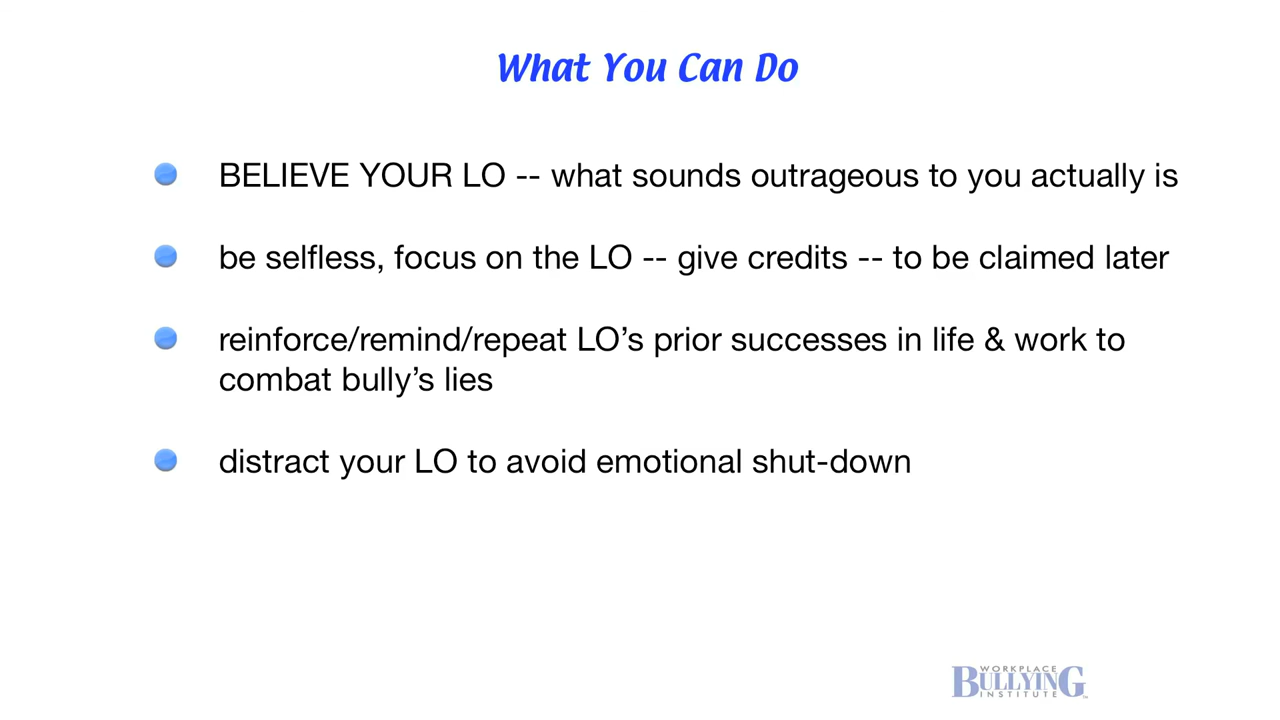 What You Can Do
BELIEVE YOUR LO -- what sounds outrageous to you actually is
be selfless, focus on the LO -- give credits -- to be claimed later
reinforce/remind/repeat LO’s prior successes in life & work to
combat bully’s lies
distract your LO to avoid emotional shut-down
WORKPLACE
BULLYING
INSTITUTE